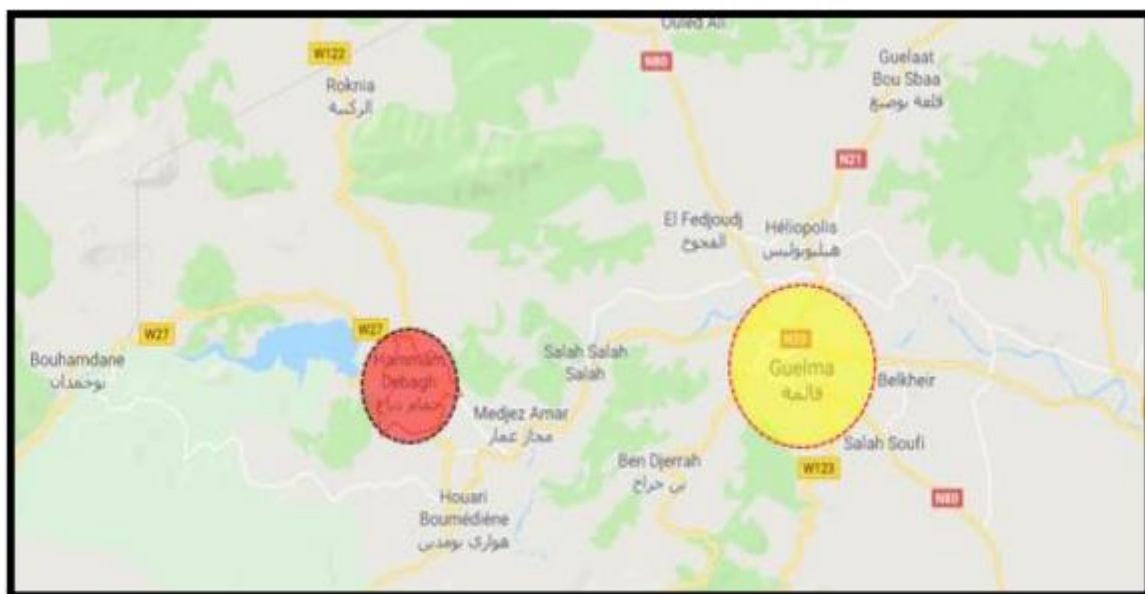 Ouled Ali
W122
N80
Guelaat
Bou Sbaa
قلعة بوصبع
Roknia
الركنية
N21
El Fedjoudj
الفجوج
Héliopolis
هيليوبوليس
W27
W27
Bouhamdane
بوحمدان
Hammam
Debagh
حمام دباغ
Salah Salah
Salah
Guelma
قالمة
Belkheir
Medjez Amar
مجاز عمار
Salah Soufi
Ben Djerrah
بن جراح
W123
N80
Houari
Boumédiène
هواري بومدين